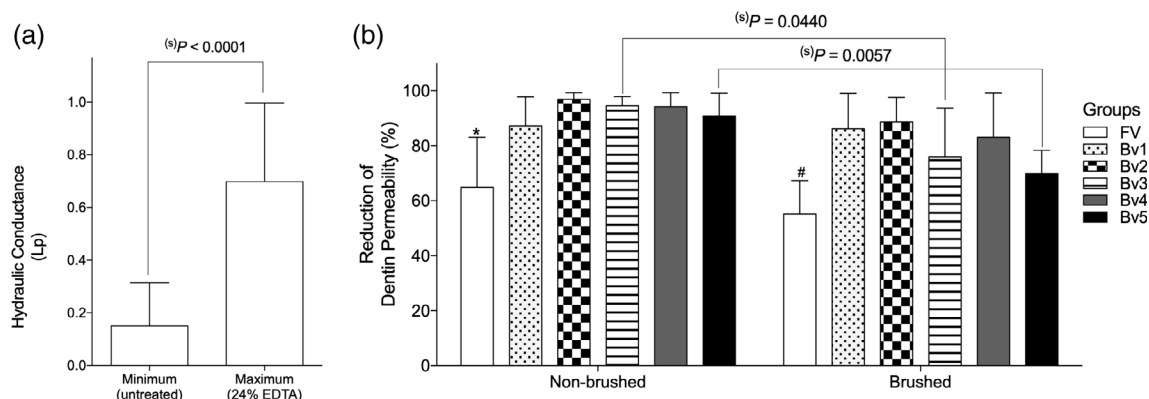 (a)
(s)P < 0.0001
Hydraulic Conductance
(Lp)
1.0
0.8
0.6
0.4
0.2
0.0
Minimum
(untreated)
Maximum
(24% EDTA)
(b)
(s)P = 0.0440
(s)P = 0.0057
Reduction of
Dentin Permeability (%)
100
80
60
40
20
0
*
#
Non-brushed
Brushed
Groups
FV
Bv1
Bv2
Bv3
Bv4
Bv5